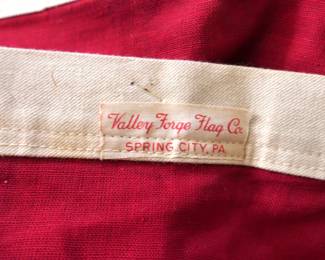 Valley Forge Flag Co.
SPRING CITY, PA